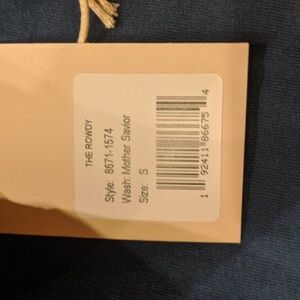 THE ROWDY
Style: 8671-1574
Wash: Mother Savior
Size: S
1 92411 86675 4